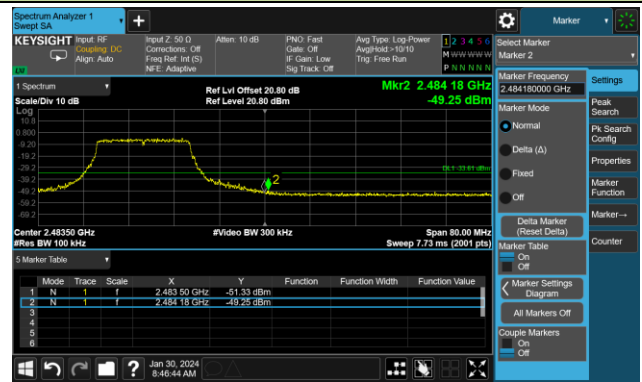 Spectrum Analyzer 1
Swept SA
Marker
KEYSIGHT
Input: RF
Coupling: DC
Align: Auto
Input Z: 50 Ω
Corrections: Off
Freq Ref: Int (S)
NFE: Adaptive
Atten: 10 dB
PNO: Fast
Gate: Off
IF Gain: Low
Sig Track: Off
Avg Type: Log-Power
Avg|Hold:>10/10
Trig: Free Run
1 2 3 4 5 6
M W W W W W
P N N N N N
Select Marker
Marker 2
1 Spectrum
Scale/Div 10 dB
Ref Lvl Offset 20.80 dB
Ref Level 20.80 dBm
Mkr2 2.484 18 GHz
-49.25 dBm
Log
10.8
0.800
-9.20
-19.2
-29.2
-39.2
-49.2
-59.2
-69.2
DL1 -33.61 dBm
2
Center 2.48350 GHz
#Res BW 100 kHz
#Video BW 300 kHz
Span 80.00 MHz
Sweep 7.73 ms (2001 pts)
5 Marker Table
Mode Trace Scale X Y Function Function Width Function Value
1 N 1 f 2.483 50 GHz -51.33 dBm
2 N 1 f 2.484 18 GHz -49.25 dBm
3
4
5
6
Marker Frequency
2.484180000 GHz
Marker Mode
Normal
Delta (Δ)
Fixed
Off
Delta Marker
(Reset Delta)
Marker Table
On
Off
Marker Settings
Diagram
All Markers Off
Couple Markers
On
Off
Settings
Peak
Search
Pk Search
Config
Properties
Marker
Function
Marker→
Counter
?
Jan 30, 2024
8:46:44 AM